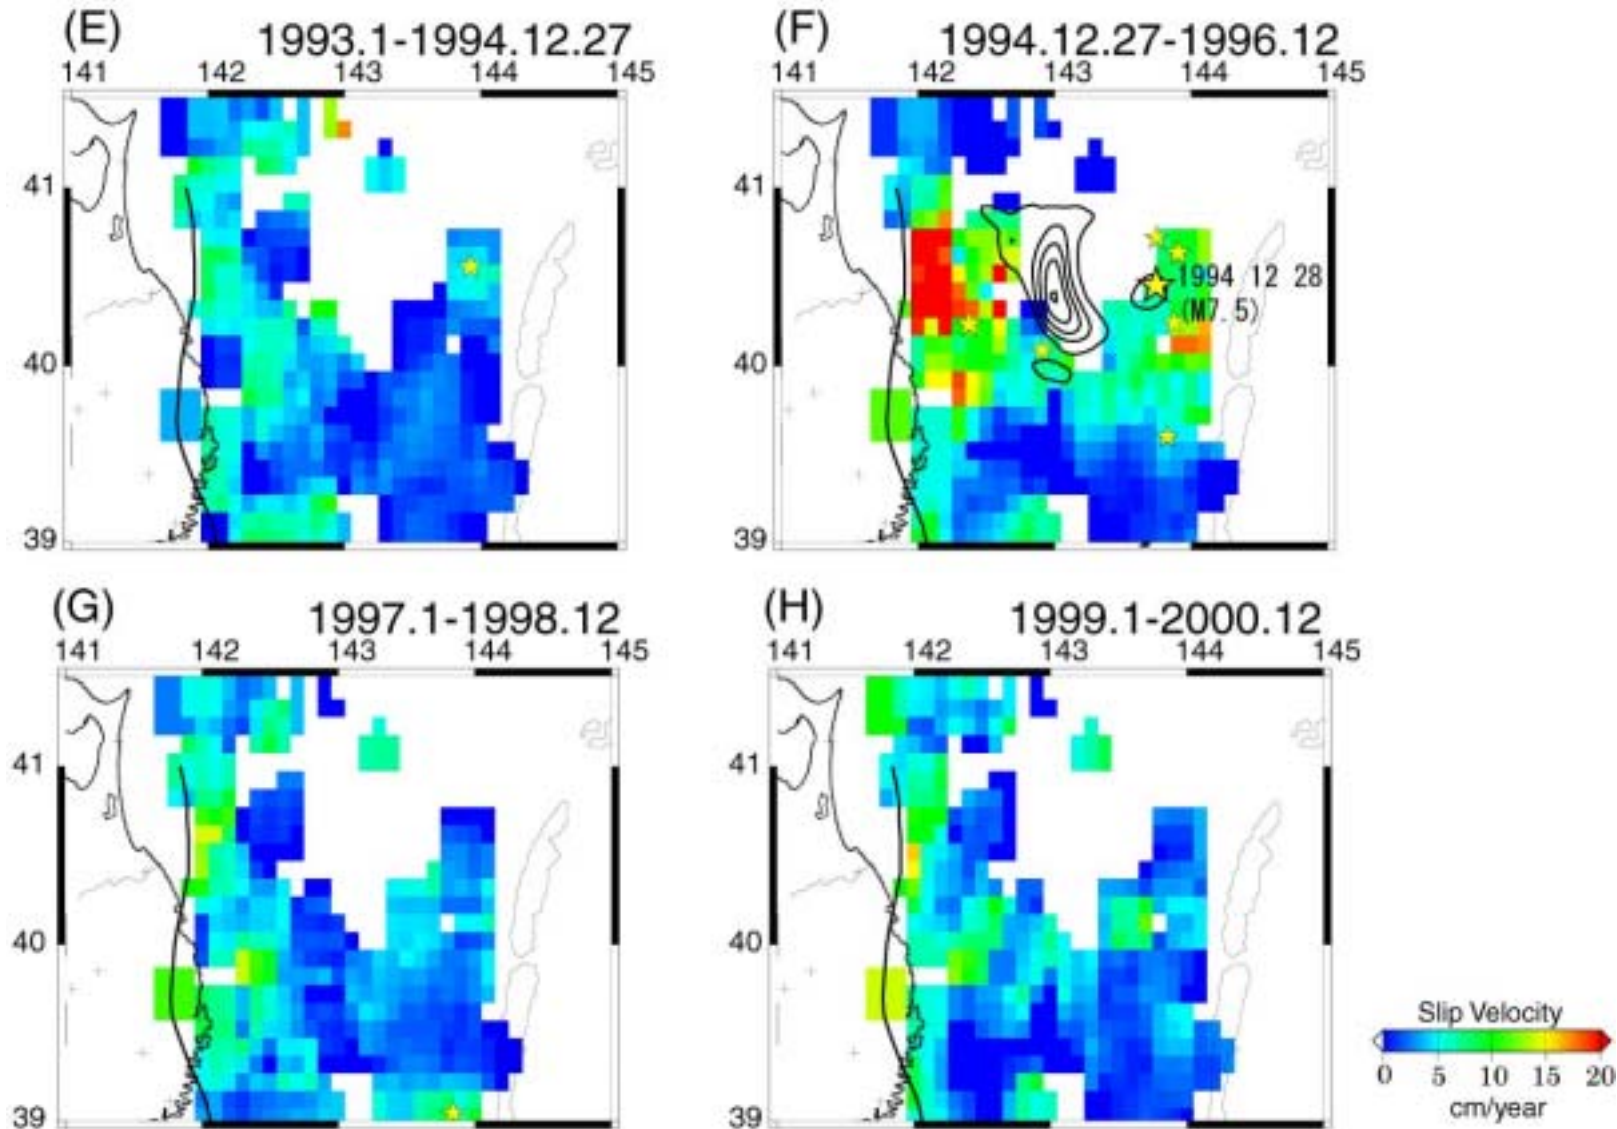 (E) (F)
1993.1-1994.12.27 1994.12.27-1996.12
141 142 143 144 145 141 142 143 144 145
41 41
1994 12 28
(M7.5)
40 40
39 39
(G) (H)
1997.1-1998.12 1999.1-2000.12
141 142 143 144 145 141 142 143 144 145
41 41
40 40
Slip Velocity
0 5 10 15 20
cm/year
39 39